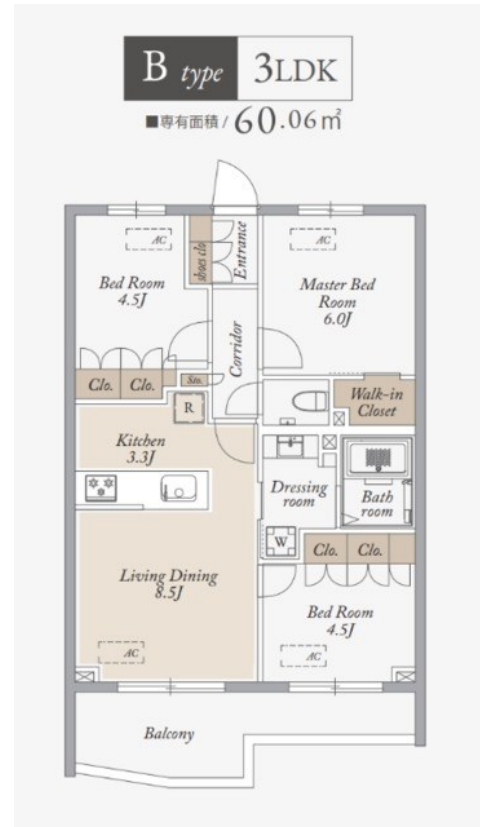 B type 3LDK
■専有面積 / 60.06㎡
AC
AC
shoes clo
Entrance
Bed Room
4.5J
Master Bed
Room
6.0J
Corridor
Clo. Clo.
Sto.
R
Walk-in
Closet
Kitchen
3.3J
Dressing
room
Bath
room
W
Clo. Clo.
Living Dining
8.5J
Bed Room
4.5J
AC
AC
Balcony